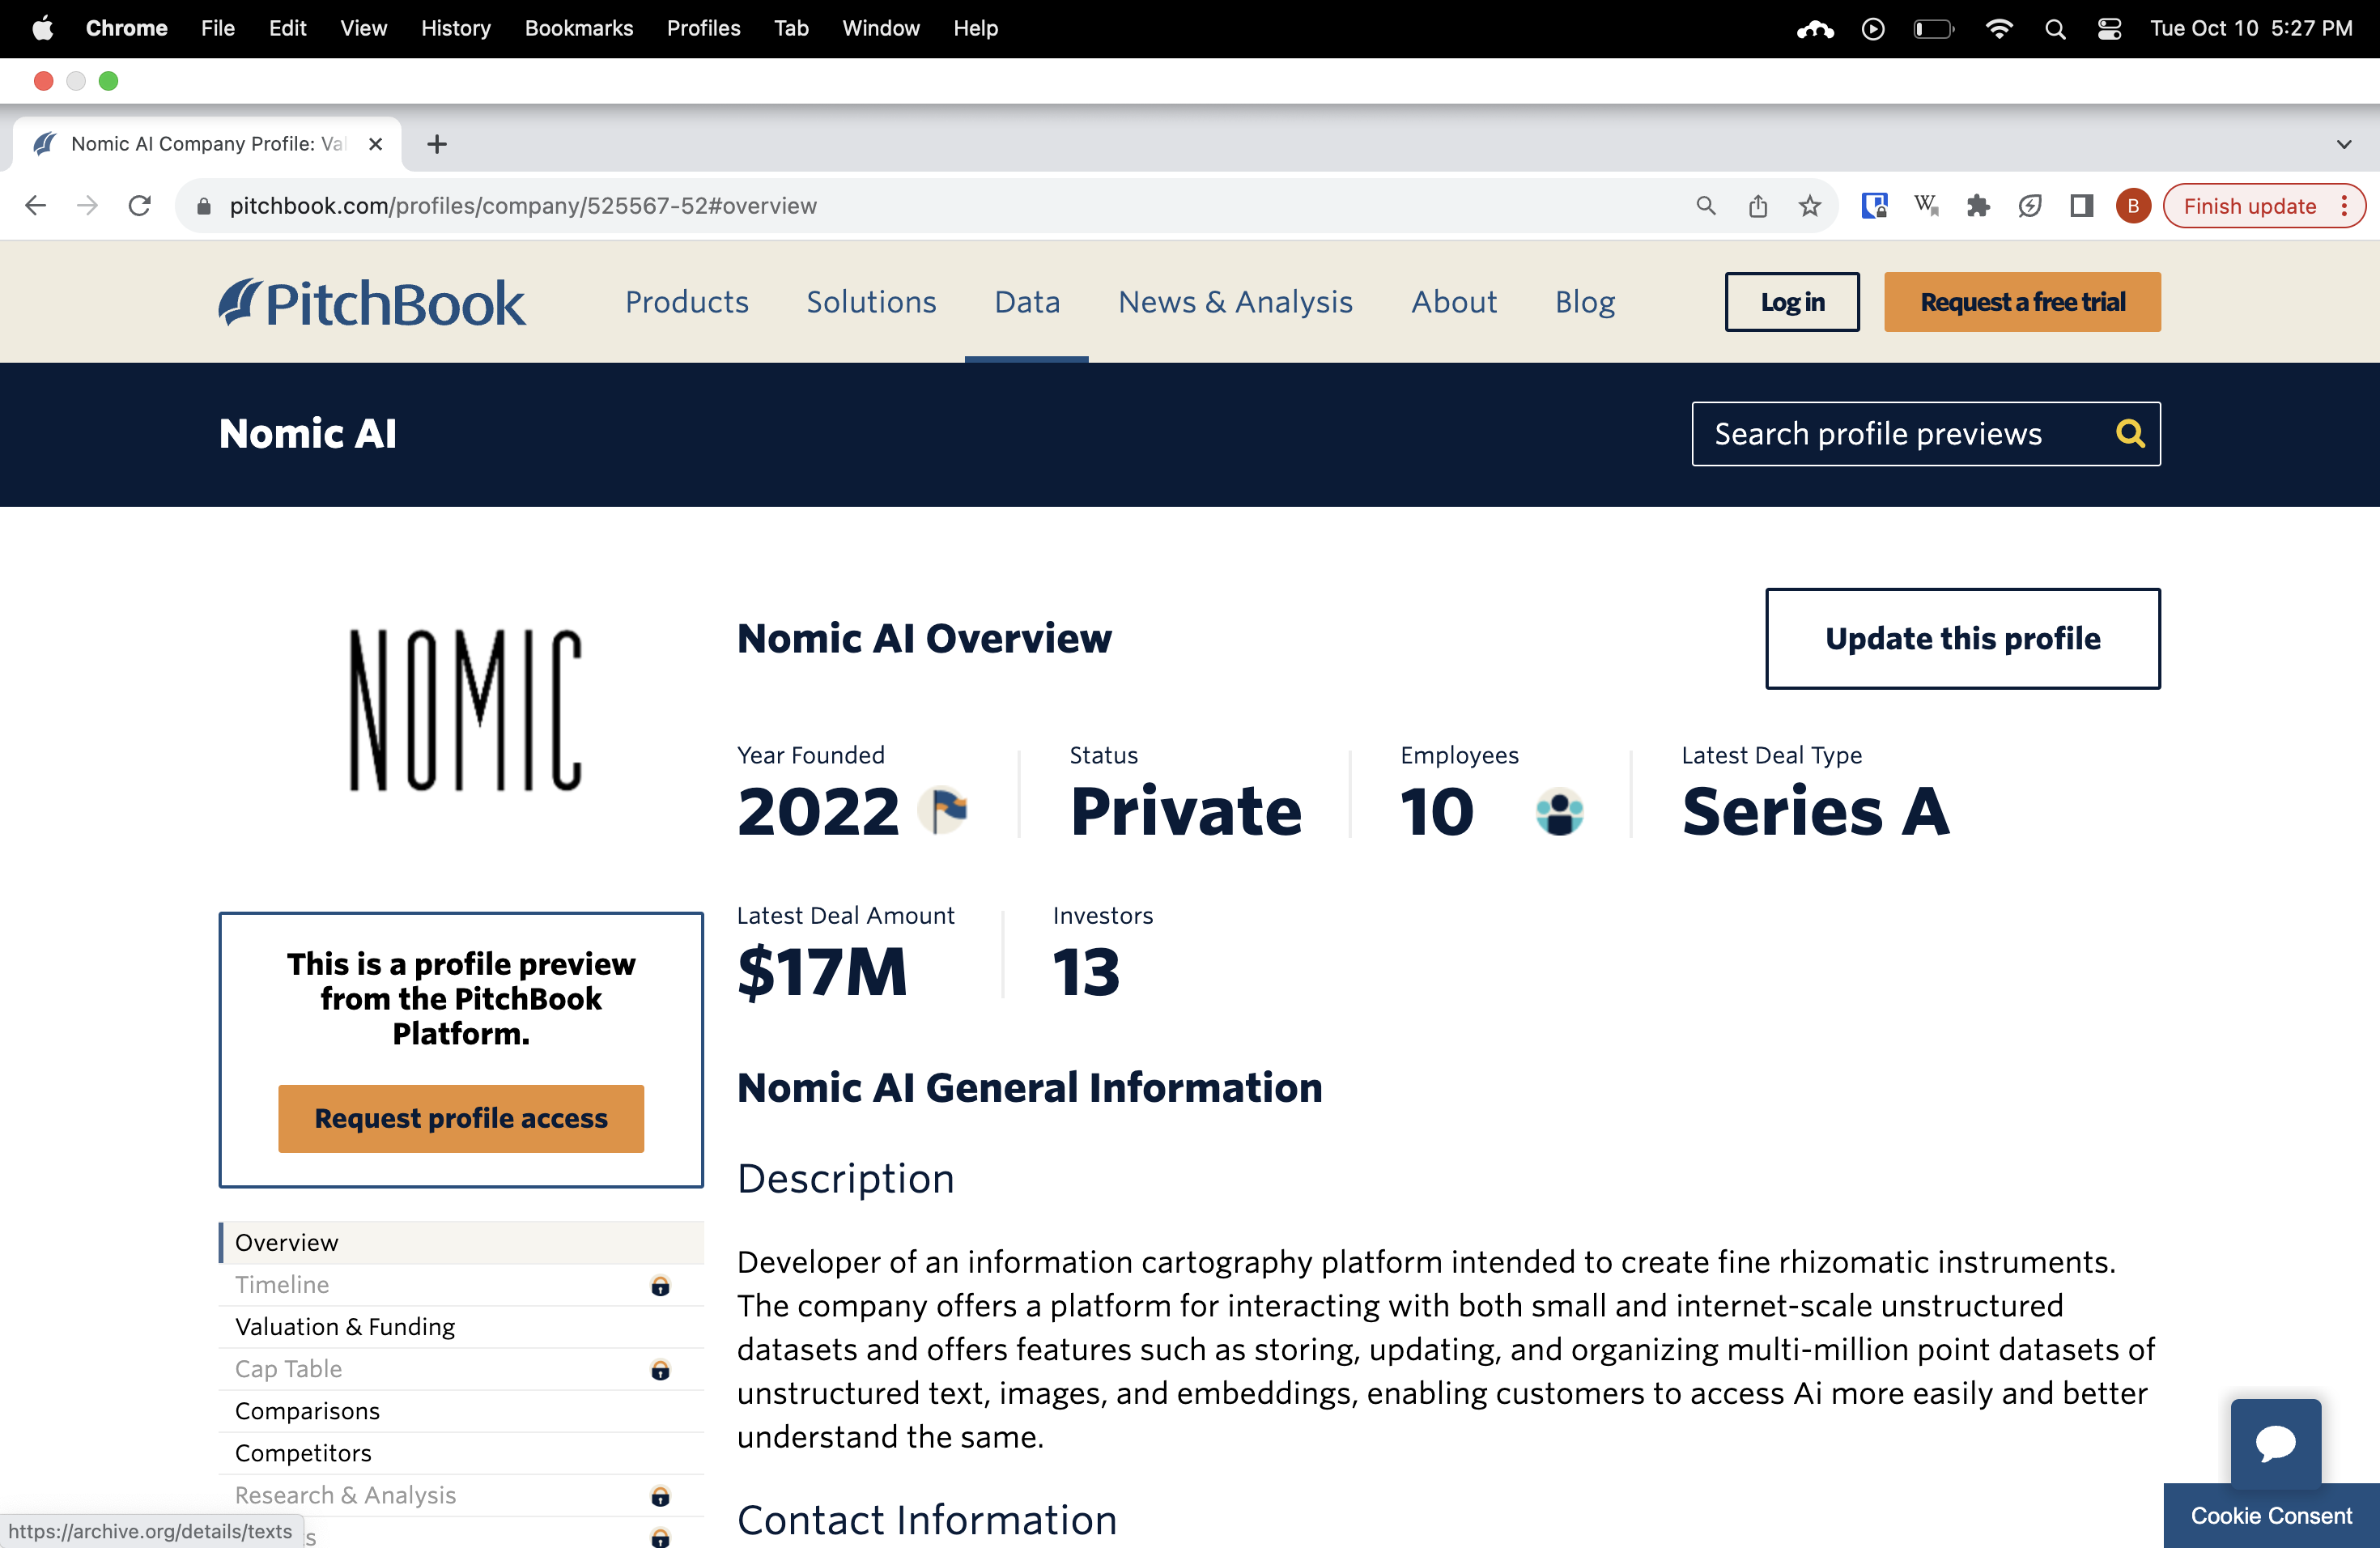 Chrome File Edit View History Bookmarks Profiles Tab Window Help Tue Oct 10 5:27 PM
Nomic AI Company Profile: Val
pitchbook.com/profiles/company/525567-52#overview
B
Finish update
PitchBook
Products Solutions Data News & Analysis About Blog
Log in
Request a free trial
Nomic AI
Search profile previews
NOMIC
Nomic AI Overview
Update this profile
Year Founded
2022
Status
Private
Employees
10
Latest Deal Type
Series A
Latest Deal Amount
$17M
Investors
13
This is a profile preview
from the PitchBook
Platform.
Request profile access
Overview
Timeline
Valuation & Funding
Cap Table
Comparisons
Competitors
Research & Analysis
https://archive.org/details/texts
Nomic AI General Information
Description
Developer of an information cartography platform intended to create fine rhizomatic instruments.
The company offers a platform for interacting with both small and internet-scale unstructured
datasets and offers features such as storing, updating, and organizing multi-million point datasets of
unstructured text, images, and embeddings, enabling customers to access Ai more easily and better
understand the same.
Contact Information
Cookie Consent